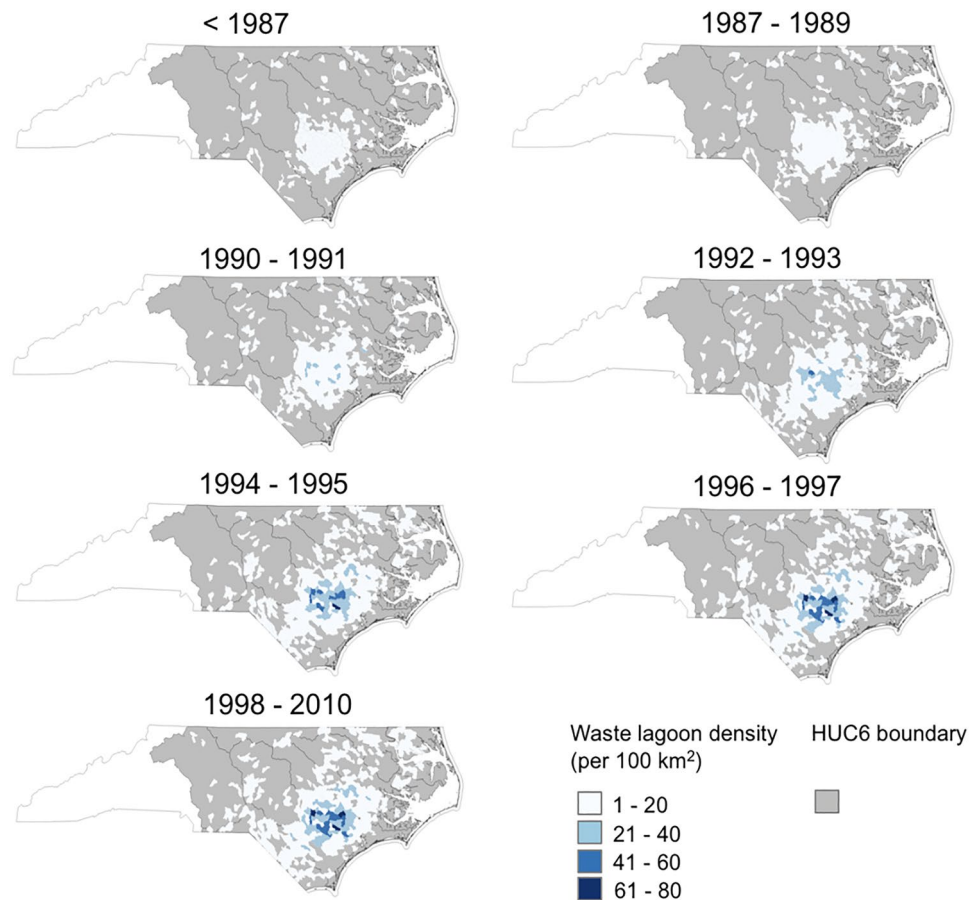 < 1987
1987 - 1989
1990 - 1991
1992 - 1993
1994 - 1995
1996 - 1997
1998 - 2010
Waste lagoon density
(per 100 km²)
1 - 20
21 - 40
41 - 60
61 - 80
HUC6 boundary